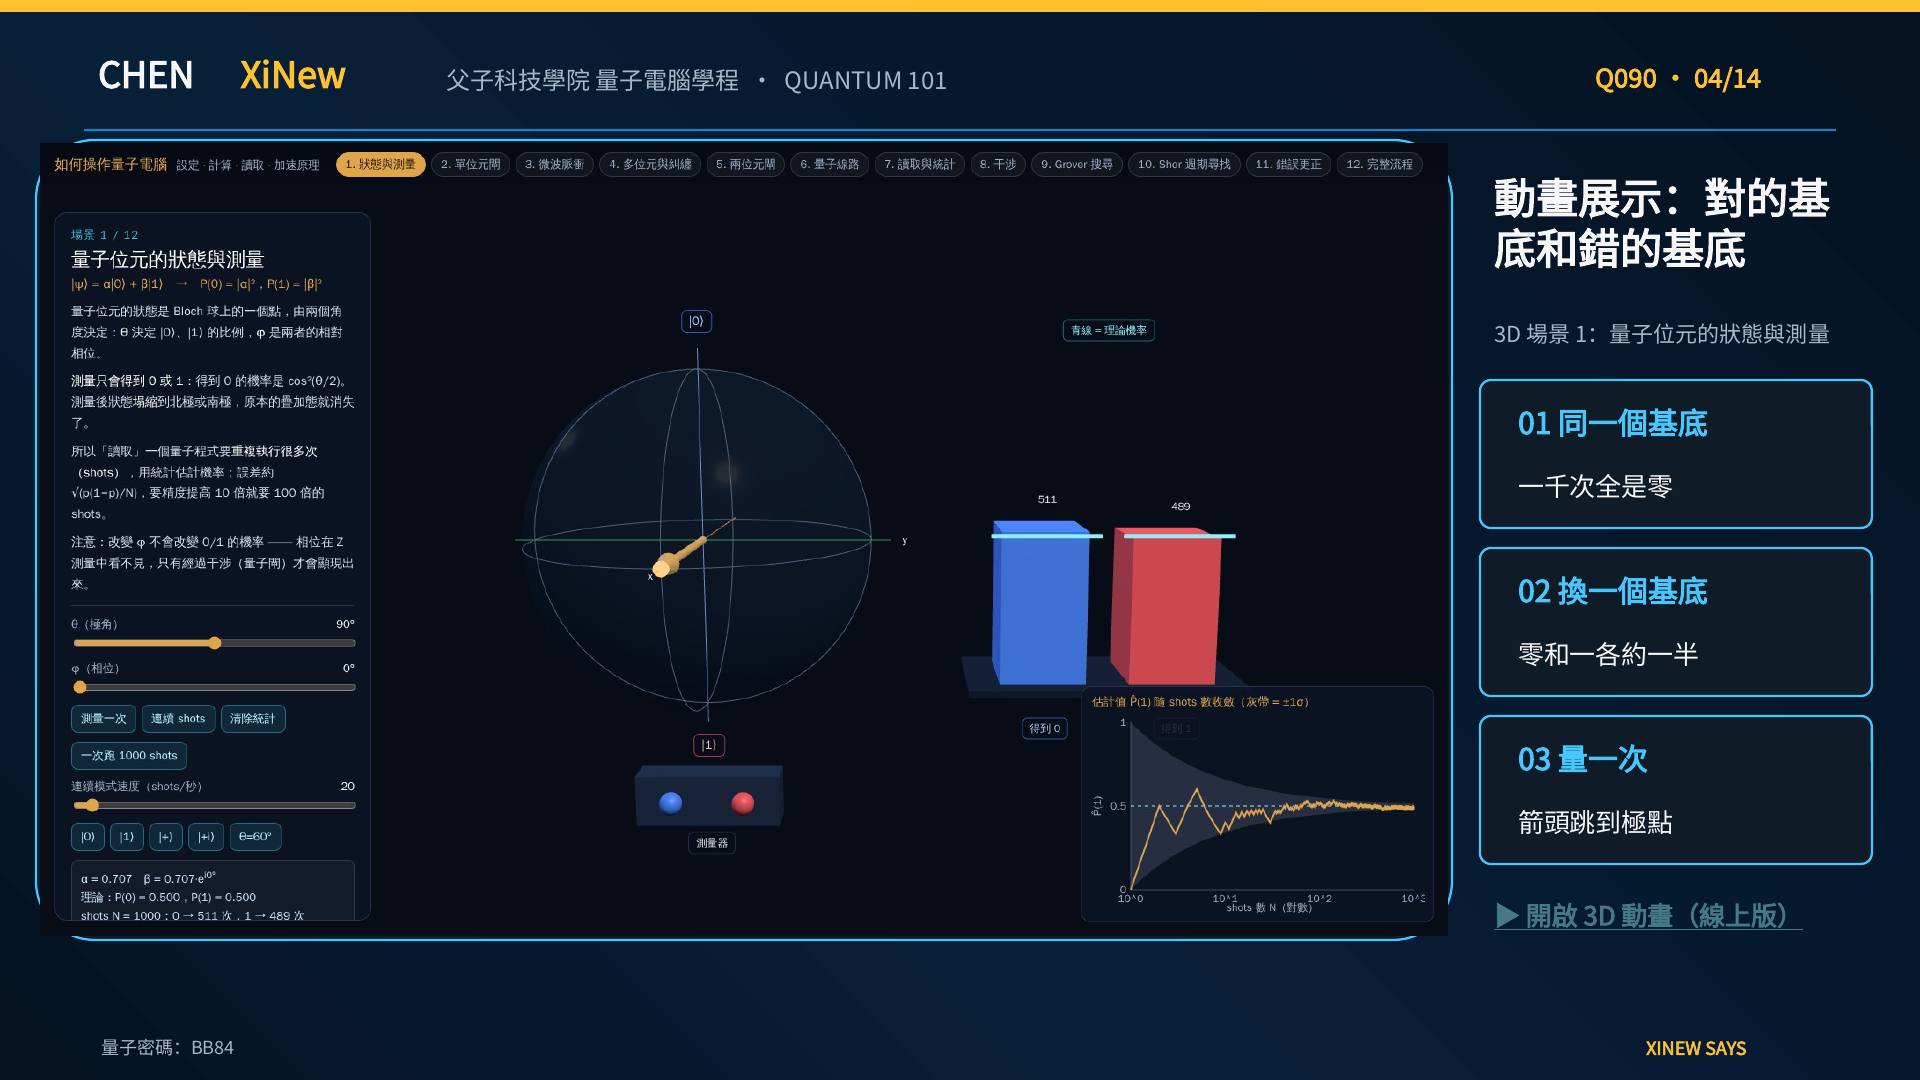 CHEN XiNew 父子科技學院 量子電腦學程 • QUANTUM 101 Q090 • 04/14
如何操作量子電腦 設定 · 計算 · 讀取 · 加速原理 1. 狀態與測量 2. 單位元閘 3. 微波脈衝 4. 多位元與糾纏 5. 兩位元閘 6. 量子線路 7. 讀取與統計 8. 干涉 9. Grover 搜尋 10. Shor 週期尋找 11. 錯誤更正 12. 完整流程
場景 1 / 12
量子位元的狀態與測量
|ψ⟩ = α|0⟩ + β|1⟩ → P(0) = |α|², P(1) = |β|²
量子位元的狀態是 Bloch 球上的一個點，由兩個角
度決定：θ 決定 |0⟩、|1⟩ 的比例，φ 是兩者的相對
相位。
測量只會得到 0 或 1：得到 0 的機率是 cos²(θ/2)。
測量後狀態塌縮到北極或南極，原本的疊加態就消失
了。
所以「讀取」一個量子程式要重複執行很多次
（shots），用統計估計機率；誤差約
√(p(1−p)/N)，要精度提高 10 倍就要 100 倍的
shots。
注意：改變 φ 不會改變 0/1 的機率 —— 相位在 Z
測量中看不見，只有經過干涉（量子閘）才會顯現出
來。
θ（極角） 90°
φ（相位） 0°
測量一次 連續 shots 清除統計
一次跑 1000 shots
連續模式速度（shots/秒） 20
|0⟩ |1⟩ |+⟩ |+i⟩ θ=60°
α = 0.707 β = 0.707·e^i0°
理論：P(0) = 0.500，P(1) = 0.500
shots N = 1000：0 → 511 次，1 → 489 次
|0⟩
y
x
|1⟩
測量器
青線 = 理論機率
511
489
得到 0
得到 1
估計值 P̂(1) 隨 shots 數收斂（灰帶 = ±1σ）
1
0.5
0
P̂(1)
10^0 10^1 10^2 10^3
shots 數 N（對數）
動畫展示：對的基
底和錯的基底
3D 場景 1：量子位元的狀態與測量
01 同一個基底
一千次全是零
02 換一個基底
零和一各約一半
03 量一次
箭頭跳到極點
▶ 開啟 3D 動畫（線上版）
量子密碼：BB84
XINEW SAYS